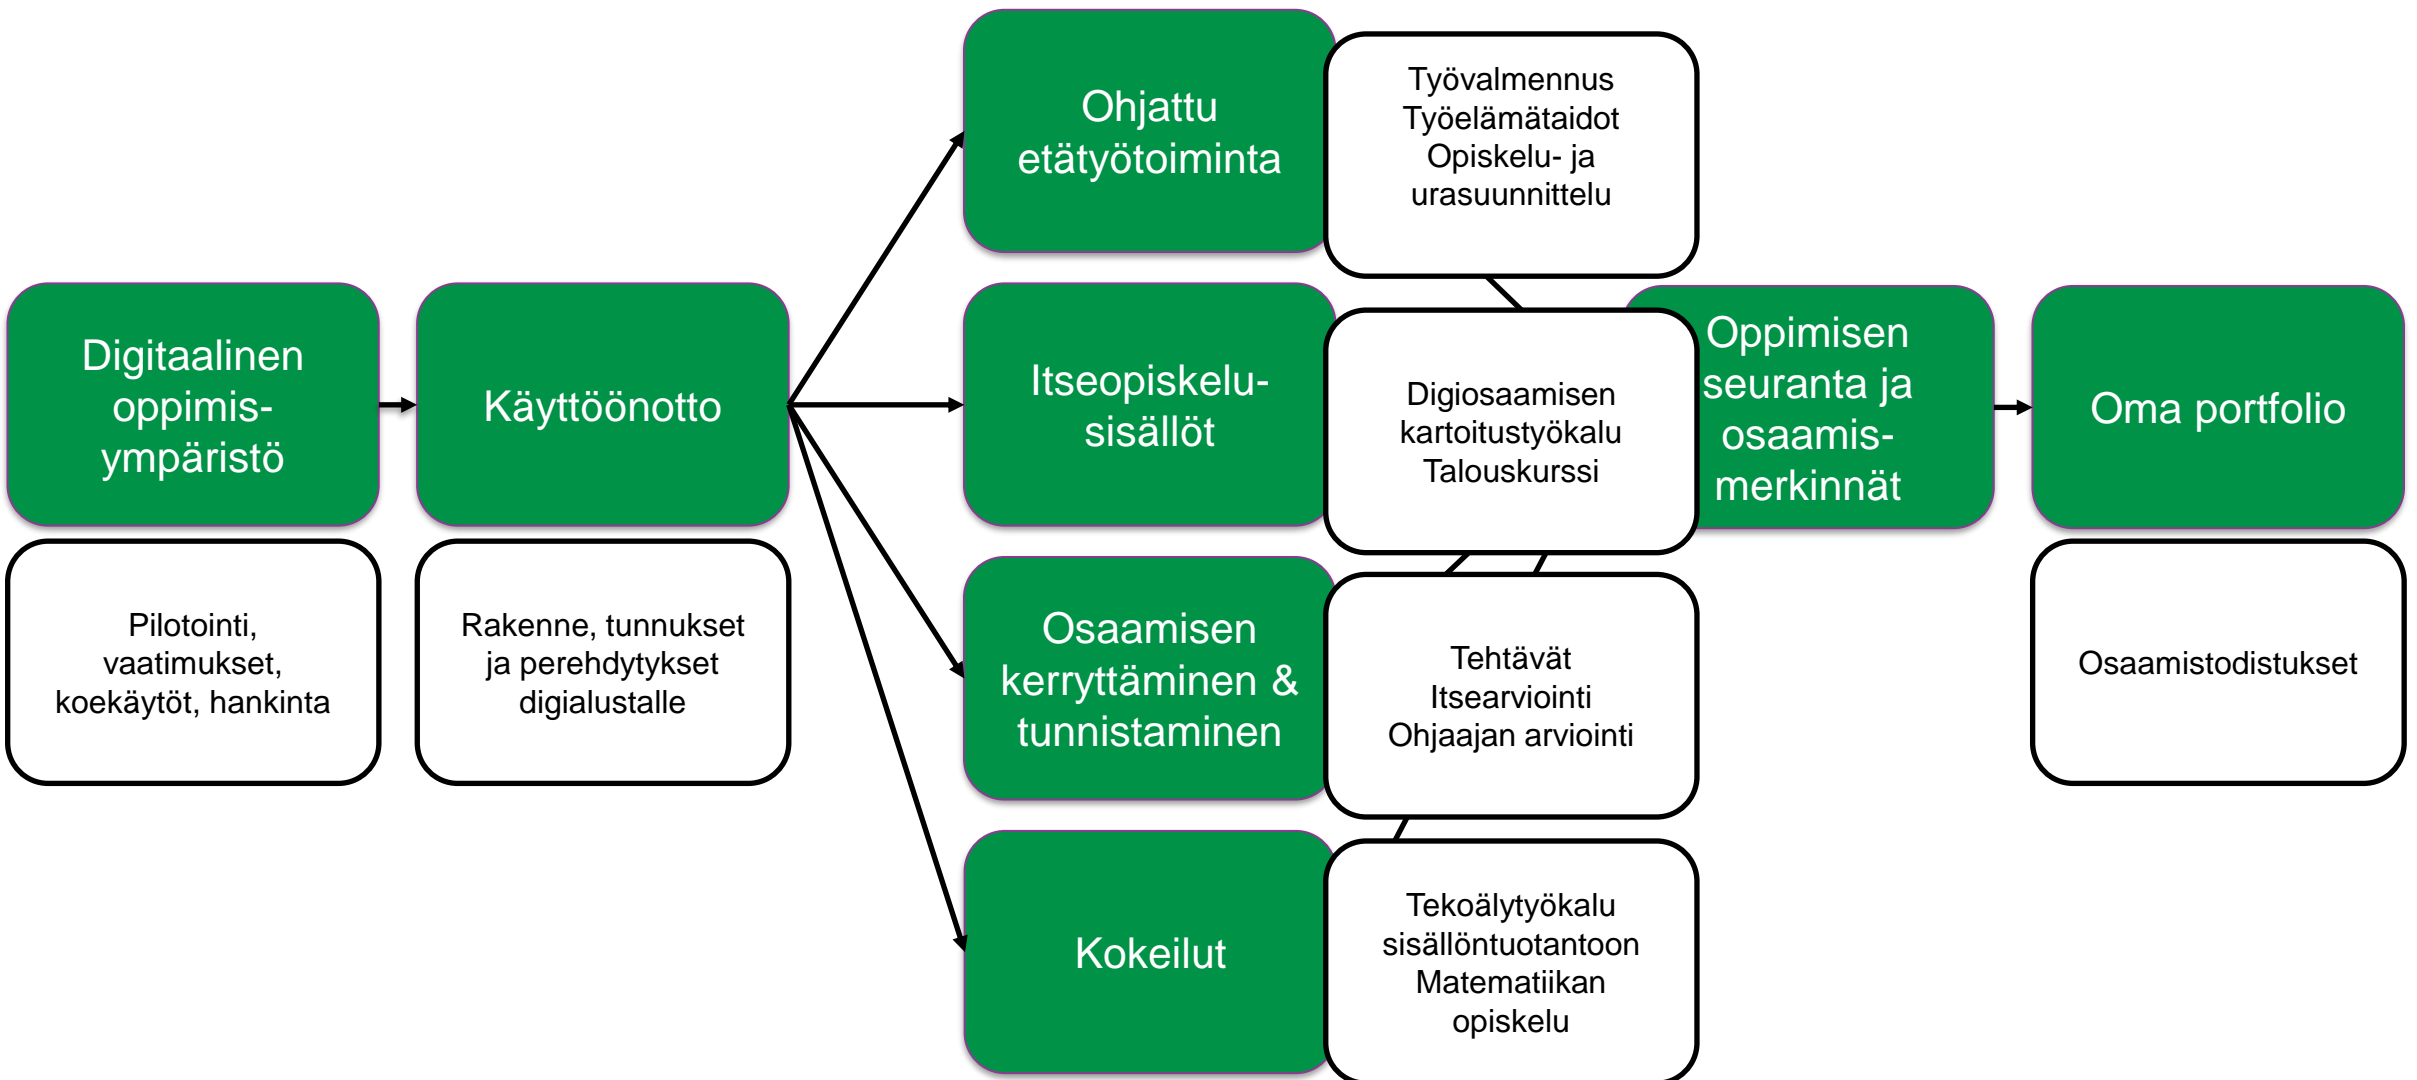 Digitaalinen
oppimis-
ympäristö
Pilotointi,
vaatimukset,
koekäytöt, hankinta
Käyttöönotto
Rakenne, tunnukset
ja perehdytykset
digialustalle
Ohjattu
etätyötoiminta
Työvalmennus
Työelämätaidot
Opiskelu- ja
urasuunnittelu
Itseopiskelu-
sisällöt
Digiosaamisen
kartoitustyökalu
Talouskurssi
Osaamisen
kerryttäminen &
tunnistaminen
Tehtävät
Itsearviointi
Ohjaajan arviointi
Kokeilut
Tekoälytyökalu
sisällöntuotantoon
Matematiikan
opiskelu
Oppimisen
seuranta ja
osaamis-
merkinnät
Oma portfolio
Osaamistodistukset